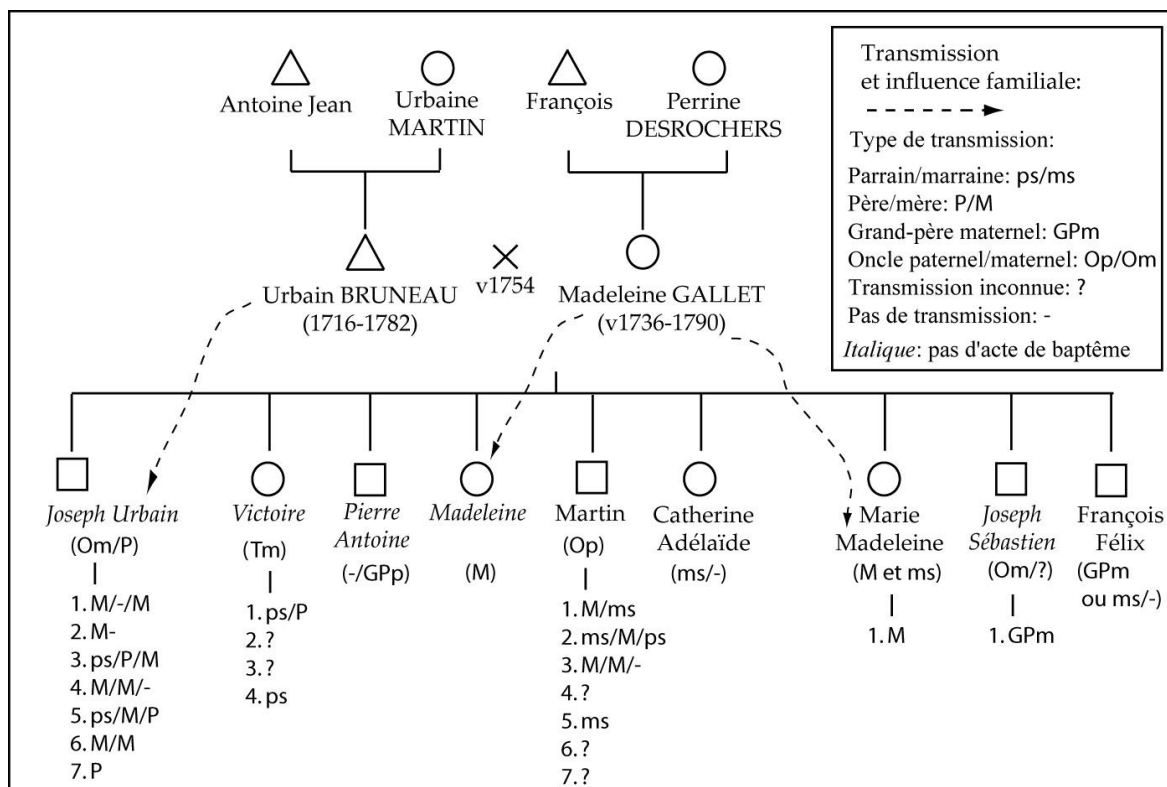 Antoine Jean
Urbaine
MARTIN
François
Perrine
DESROCHERS
Transmission
et influence familiale:
Type de transmission:
Parrain/marraine: ps/ms
Père/mère: P/M
Grand-père maternel: GPm
Oncle paternel/maternel: Op/Om
Transmission inconnue: ?
Pas de transmission: -
Italique: pas d'acte de baptême
Urbain BRUNEAU
(1716-1782)
v1754
Madeleine GALLET
(v1736-1790)
Joseph Urbain
(Om/P)
1. M/-/M
2. M-
3. ps/P/M
4. M/M/-
5. ps/M/P
6. M/M
7. P
Victoire
(Tm)
1. ps/P
2. ?
3. ?
4. ps
Pierre
Antoine
(-/GPp)
Madeleine
(M)
Martin
(Op)
1. M/ms
2. ms/M/ps
3. M/M/-
4. ?
5. ms
6. ?
7. ?
Catherine
Adélaïde
(ms/-)
Marie
Madeleine
(M et ms)
1. M
Joseph
Sébastien
(Om/?)
1. GPm
François
Félix
(GPm
ou ms/-)